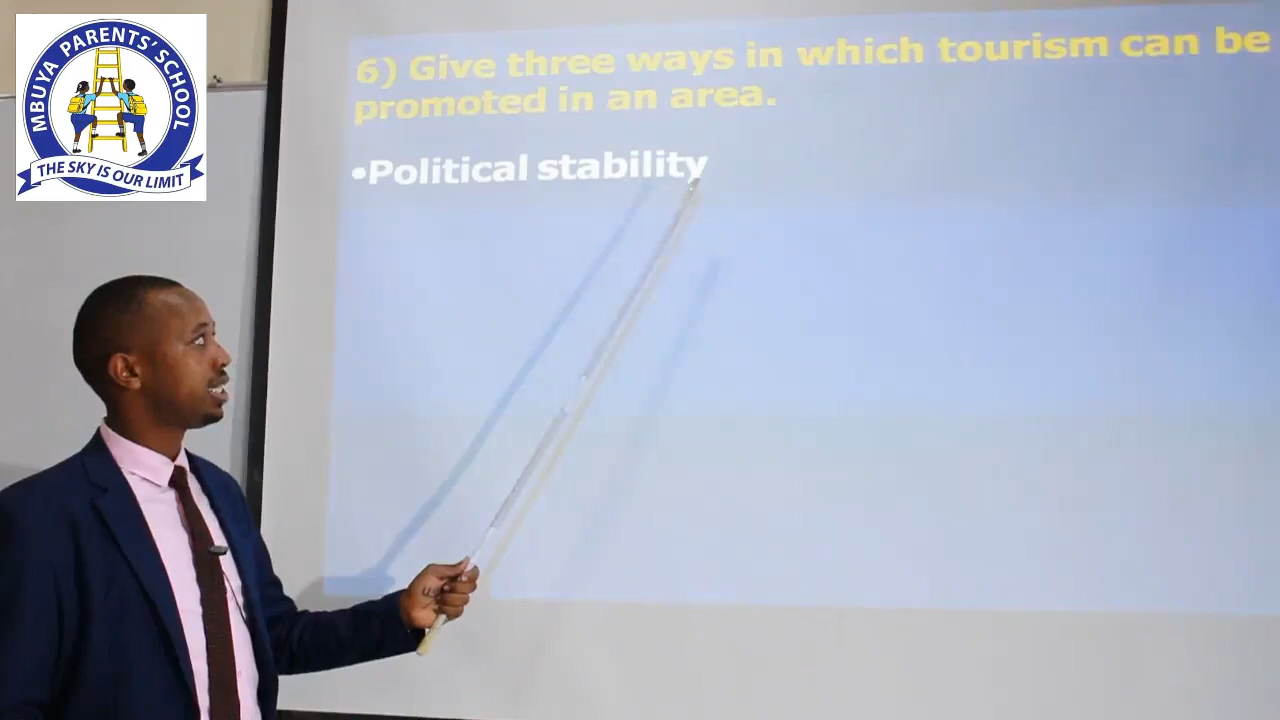 MBUYA PARENTS' SCHOOL
THE SKY IS OUR LIMIT
6) Give three ways in which tourism can be
promoted in an area.
•Political stability